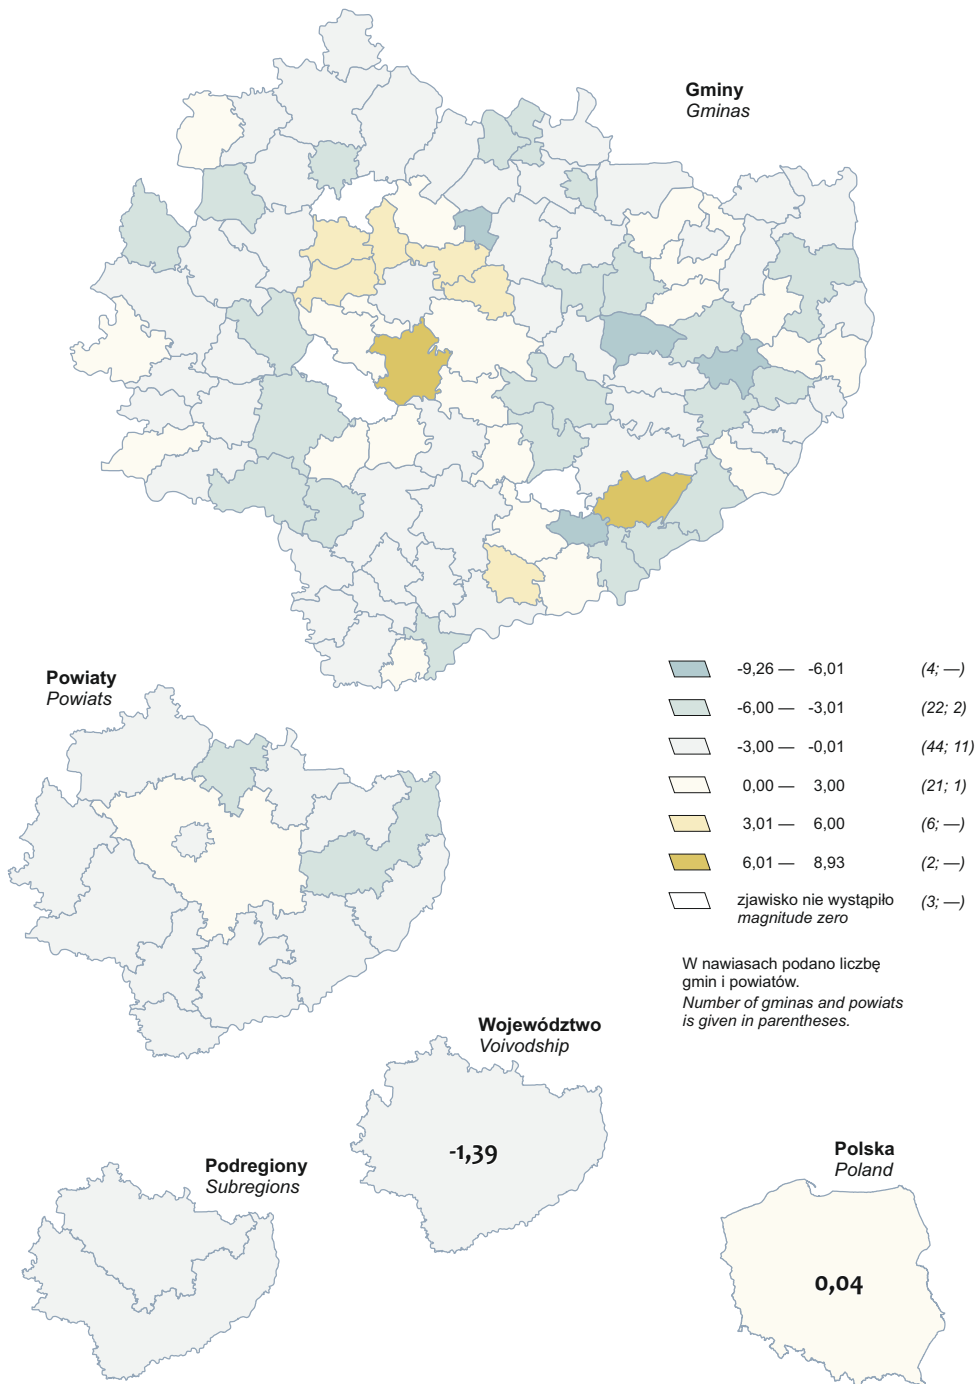 Gminy
Gminas
Powiaty
Powiats
-9,26 — -6,01 (4; —)
-6,00 — -3,01 (22; 2)
-3,00 — -0,01 (44; 11)
0,00 — 3,00 (21; 1)
3,01 — 6,00 (6; —)
6,01 — 8,93 (2; —)
zjawisko nie wystąpiło (3; —)
magnitude zero
W nawiasach podano liczbę
gmin i powiatów.
Number of gminas and powiats
is given in parentheses.
Województwo
Voivodship
-1,39
Podregiony
Subregions
Polska
Poland
0,04